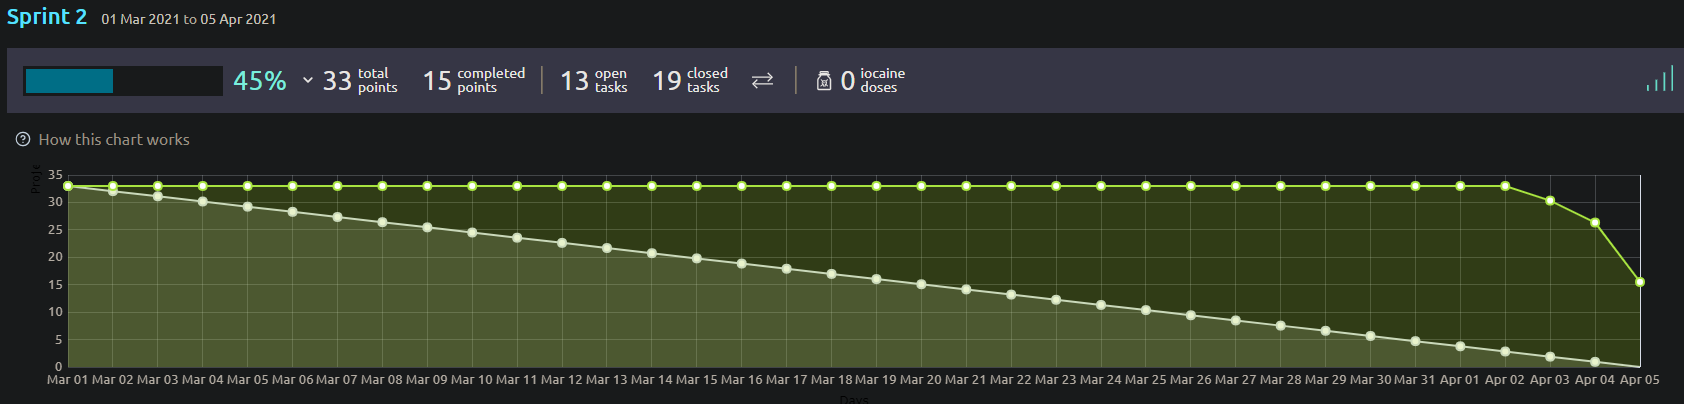 Sprint 2 01 Mar 2021 to 05 Apr 2021
45% 33 total points 15 completed points 13 open tasks 19 closed tasks 0 iocaine doses
How this chart works
Proje
35
30
25
20
15
10
5
0
Mar 01 Mar 02 Mar 03 Mar 04 Mar 05 Mar 06 Mar 07 Mar 08 Mar 09 Mar 10 Mar 11 Mar 12 Mar 13 Mar 14 Mar 15 Mar 16 Mar 17 Mar 18 Mar 19 Mar 20 Mar 21 Mar 22 Mar 23 Mar 24 Mar 25 Mar 26 Mar 27 Mar 28 Mar 29 Mar 30 Mar 31 Apr 01 Apr 02 Apr 03 Apr 04 Apr 05
Days